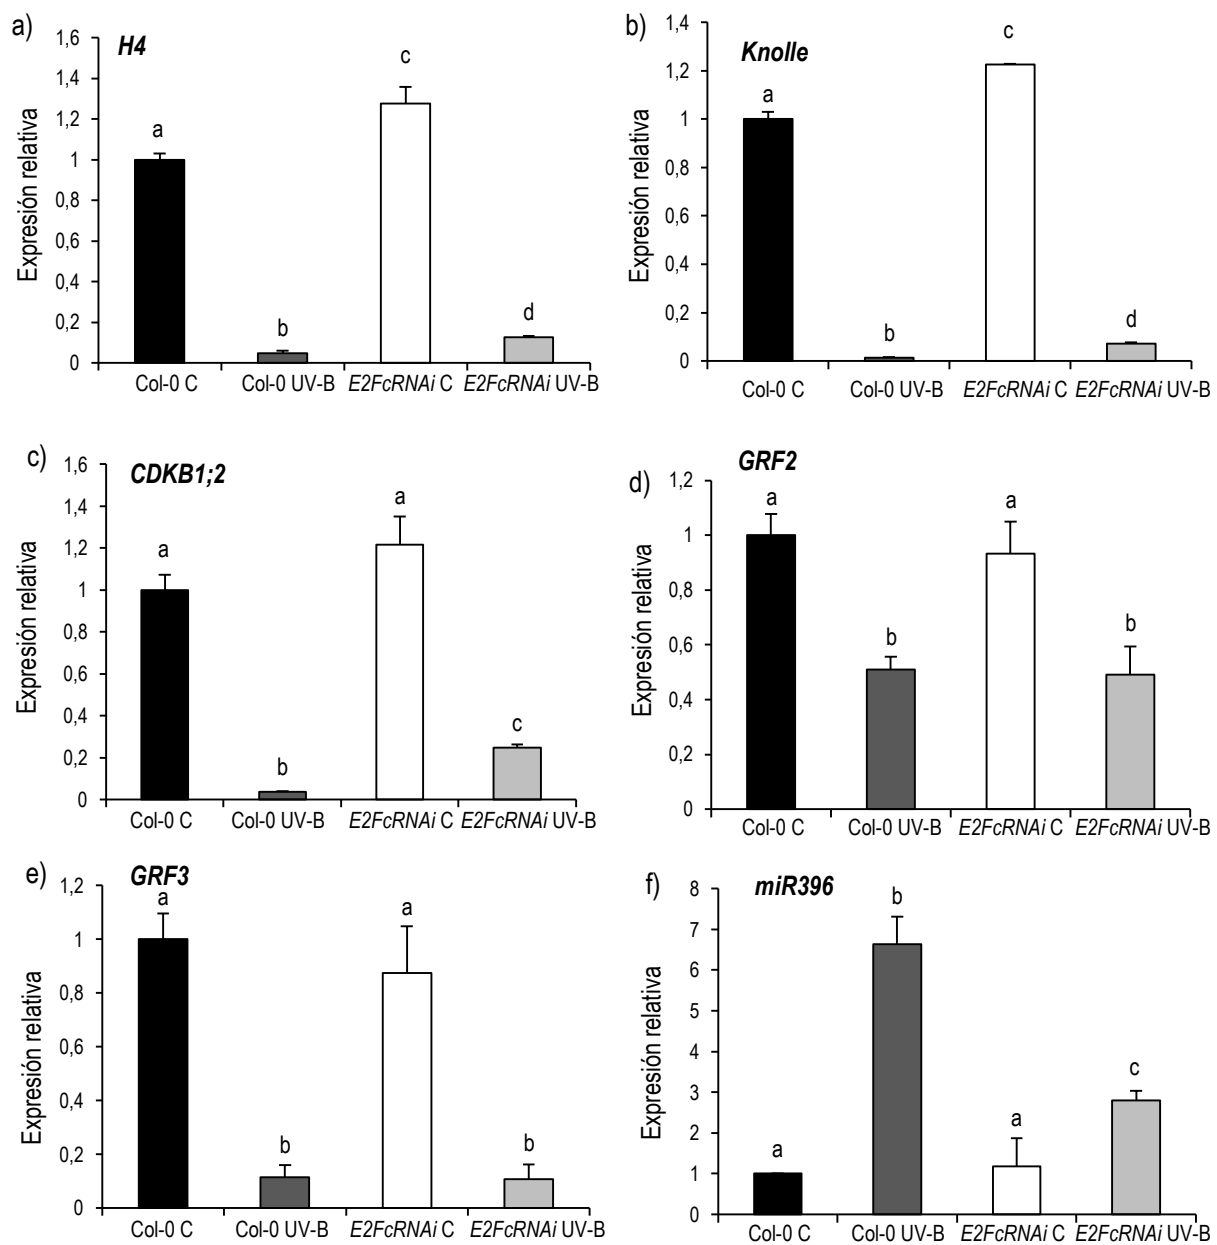 a)
H4
Expresión relativa
1,6
1,4
1,2
1
0,8
0,6
0,4
0,2
0
a
b
c
d
Col-0 C
Col-0 UV-B
E2FcRNAi C
E2FcRNAi UV-B
b)
Knolle
Expresión relativa
1,4
1,2
1
0,8
0,6
0,4
0,2
0
a
b
c
d
Col-0 C
Col-0 UV-B
E2FcRNAi C
E2FcRNAi UV-B
c)
CDKB1;2
Expresión relativa
1,6
1,4
1,2
1
0,8
0,6
0,4
0,2
0
a
b
a
c
Col-0 C
Col-0 UV-B
E2FcRNAi C
E2FcRNAi UV-B
d)
GRF2
Expresión relativa
1,2
1
0,8
0,6
0,4
0,2
0
a
b
a
b
Col-0 C
Col-0 UV-B
E2FcRNAi C
E2FcRNAi UV-B
e)
GRF3
Expresión relativa
1,2
1
0,8
0,6
0,4
0,2
0
a
b
a
b
Col-0 C
Col-0 UV-B
E2FcRNAi C
E2FcRNAi UV-B
f)
miR396
Expresión relativa
8
7
6
5
4
3
2
1
0
a
b
a
c
Col-0 C
Col-0 UV-B
E2FcRNAi C
E2FcRNAi UV-B